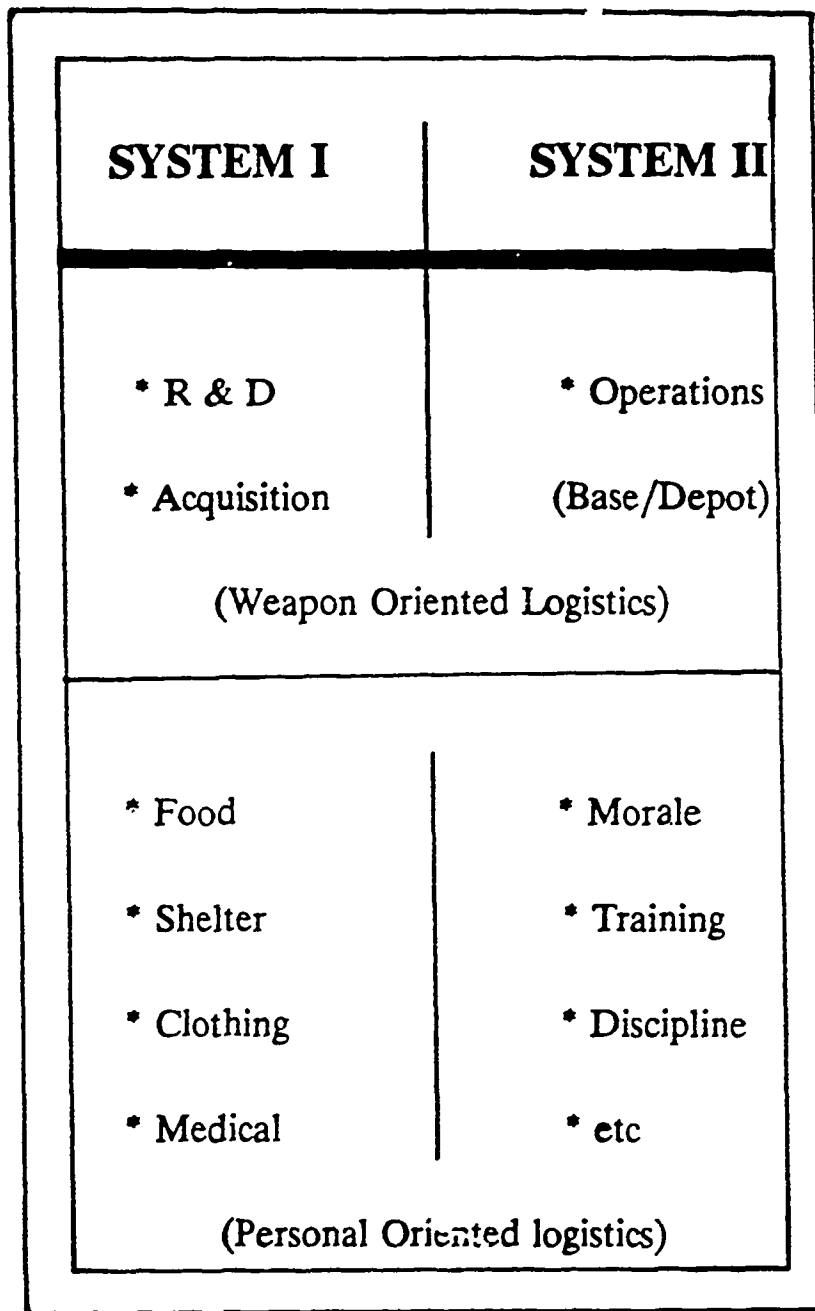 SYSTEM I SYSTEM II
* R & D * Operations
* Acquisition (Base/Depot)
(Weapon Oriented Logistics)
* Food * Morale
* Shelter * Training
* Clothing * Discipline
* Medical * etc
(Personal Oriented logistics)